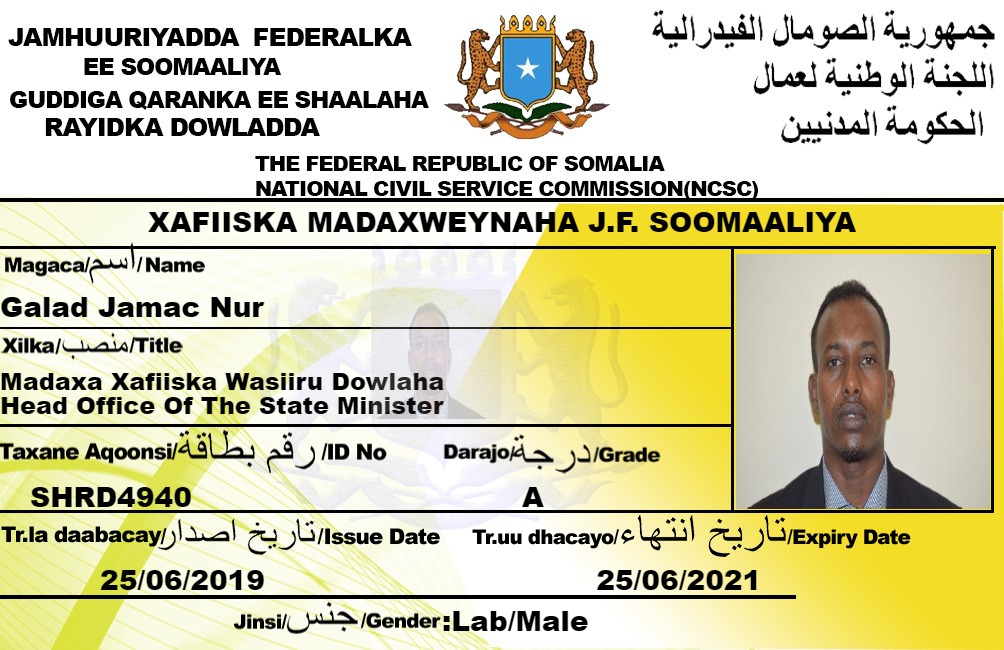 JAMHUURIYADDA FEDERALKA
EE SOOMAALIYA
GUDDIGA QARANKA EE SHAALAHA
RAYIDKA DOWLADDA
جمهورية الصومال الفيدرالية
اللجنة الوطنية لعمال
الحكومة المدنيين
THE FEDERAL REPUBLIC OF SOMALIA
NATIONAL CIVIL SERVICE COMMISSION(NCSC)
XAFIISKA MADAXWEYNAHA J.F. SOOMAALIYA
Magaca/اسم/Name
Galad Jamac Nur
Xilka/منصب/Title
Madaxa Xafiiska Wasiiru Dowlaha
Head Office Of The State Minister
Taxane Aqoonsi/رقم بطاقة/ID No Darajo/درجة/Grade
SHRD4940 A
Tr.la daabacay/تاريخ اصدار/Issue Date Tr.uu dhacayo/تاريخ انتهاء/Expiry Date
25/06/2019 25/06/2021
Jinsi/جنس/Gender:Lab/Male